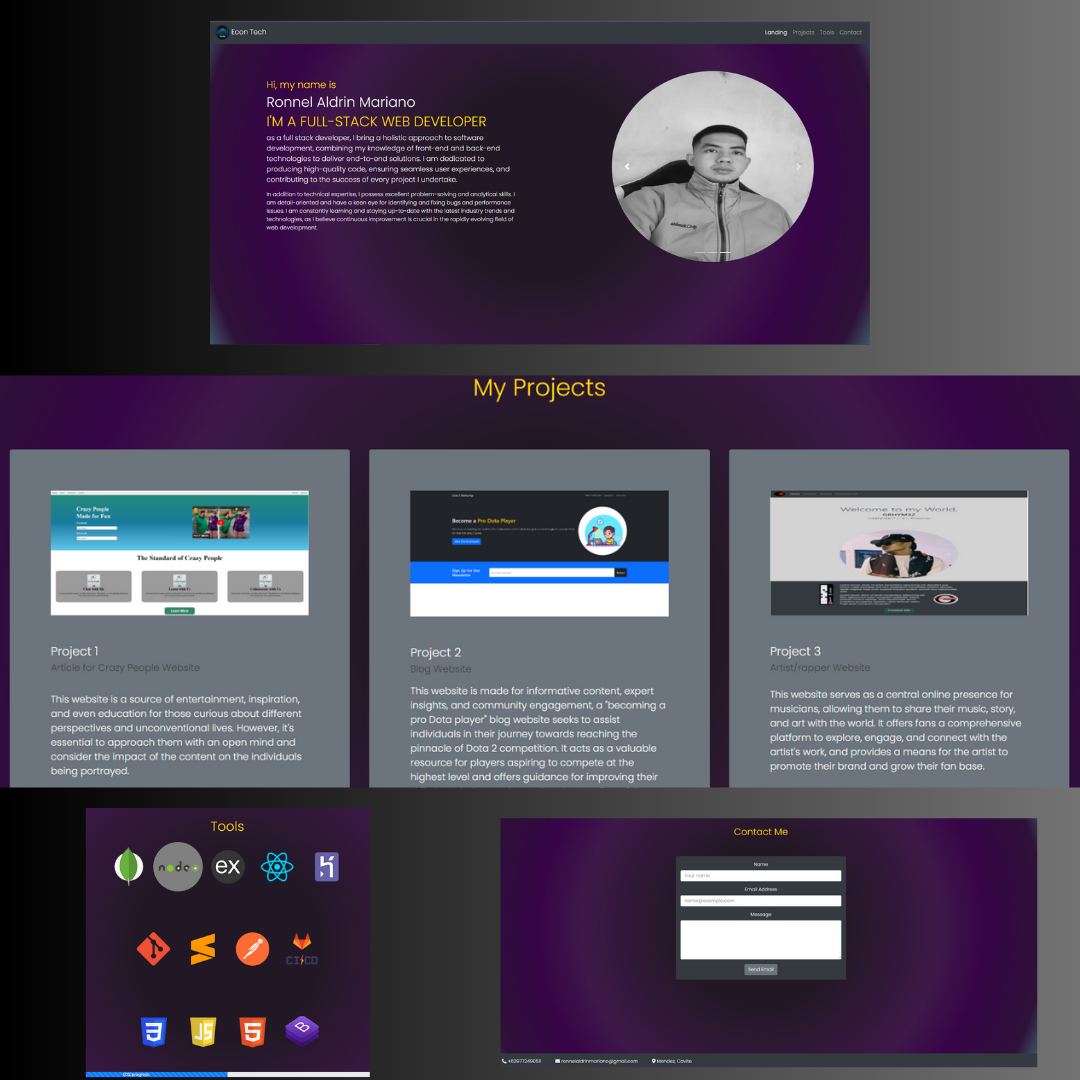 Econ Tech
Landing Projects Tools Contact
Hi, my name is
Ronnel Aldrin Mariano
I'M A FULL-STACK WEB DEVELOPER
as a full stack developer, I bring a holistic approach to software
development, combining my knowledge of front-end and back-end
technologies to deliver end-to-end solutions. I am dedicated to
producing high-quality code, ensuring seamless user experiences, and
contributing to the success of every project I undertake.
In addition to technical expertise, I possess excellent problem-solving and analytical skills. I
am detail-oriented and have a keen eye for identifying and fixing bugs and performance
issues. I am constantly learning and staying up-to-date with the latest industry trends and
technologies, as I believe continuous improvement is crucial in the rapidly evolving field of
web development.
My Projects
Crazy People
Made for Fun
The Standard of Crazy People
Chat with Me
Learn with Us
Collaborate with Us
Learn More
Project 1
Article for Crazy People Website
This website is a source of entertainment, inspiration,
and even education for those curious about different
perspectives and unconventional lives. However, it's
essential to approach them with an open mind and
consider the impact of the content on the individuals
being portrayed.
Become a Pro Dota Player
Sign Up for Our
Newsletter
Project 2
Blog Website
This website is made for informative content, expert
insights, and community engagement, a "becoming a
pro Dota player" blog website seeks to assist
individuals in their journey towards reaching the
pinnacle of Dota 2 competition. It acts as a valuable
resource for players aspiring to compete at the
highest level and offers guidance for improving their
Welcome to my World,
Project 3
Artist/rapper Website
This website serves as a central online presence for
musicians, allowing them to share their music, story,
and art with the world. It offers fans a comprehensive
platform to explore, engage, and connect with the
artist's work, and provides a means for the artist to
promote their brand and grow their fan base.
Tools
node
ex
CI/CD
3
JS
5
B
Contact Me
Name
Your name
Email Address
name@example.com
Message
Send Email
+639772490511 ronnelaldrinmariano@gmail.com Mendez, Cavite